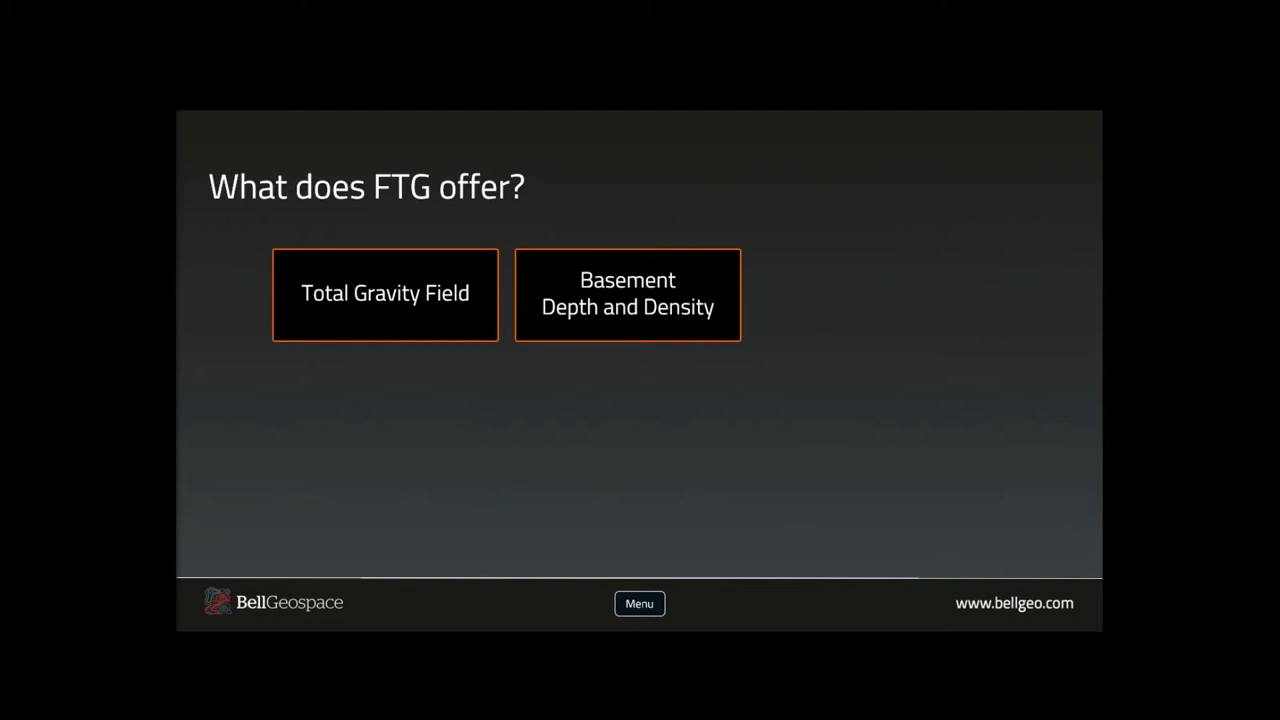 What does FTG offer?
Total Gravity Field
Basement
Depth and Density
BellGeospace
Menu
www.bellgeo.com